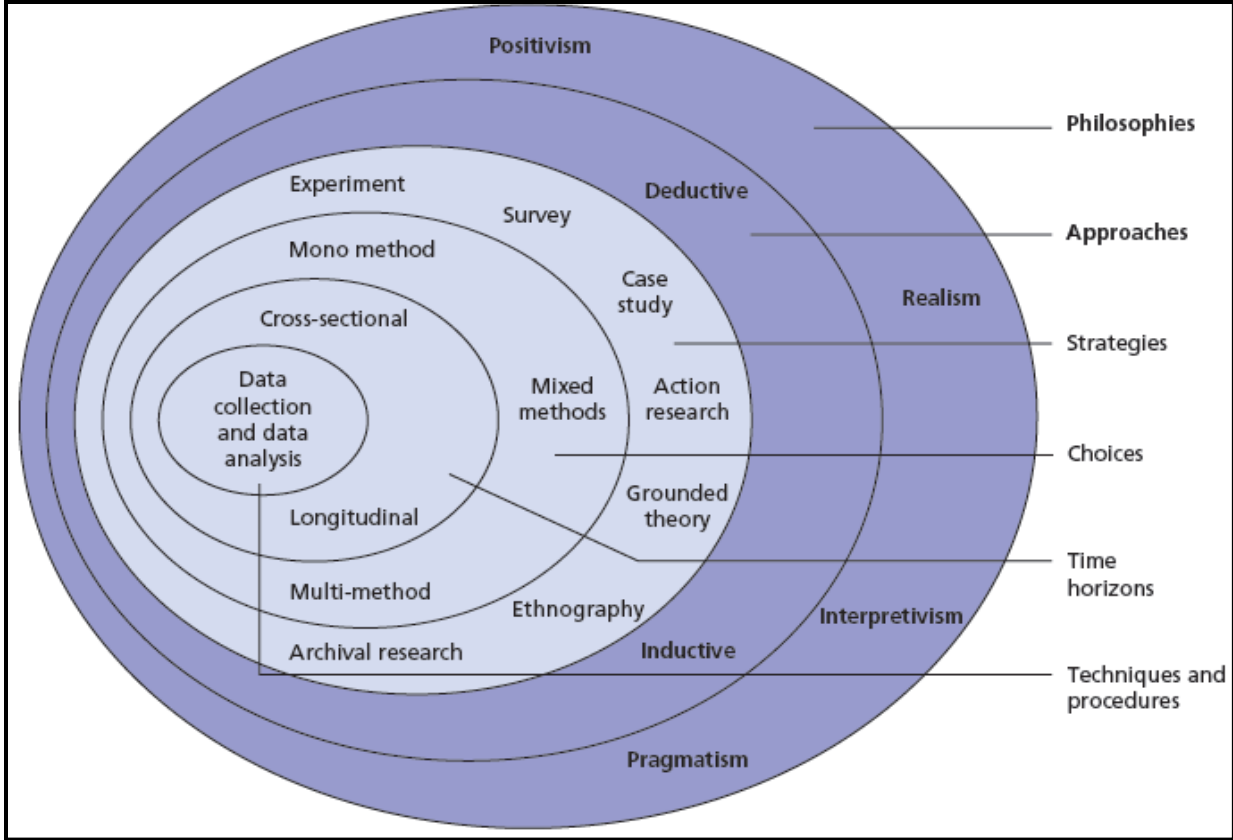 Positivism
Philosophies
Experiment
Deductive
Survey
Approaches
Mono method
Case
study
Realism
Cross-sectional
Strategies
Data
collection
and data
analysis
Mixed
methods
Action
research
Choices
Grounded
theory
Longitudinal
Time
horizons
Multi-method
Ethnography
Interpretivism
Archival research
Inductive
Techniques and
procedures
Pragmatism